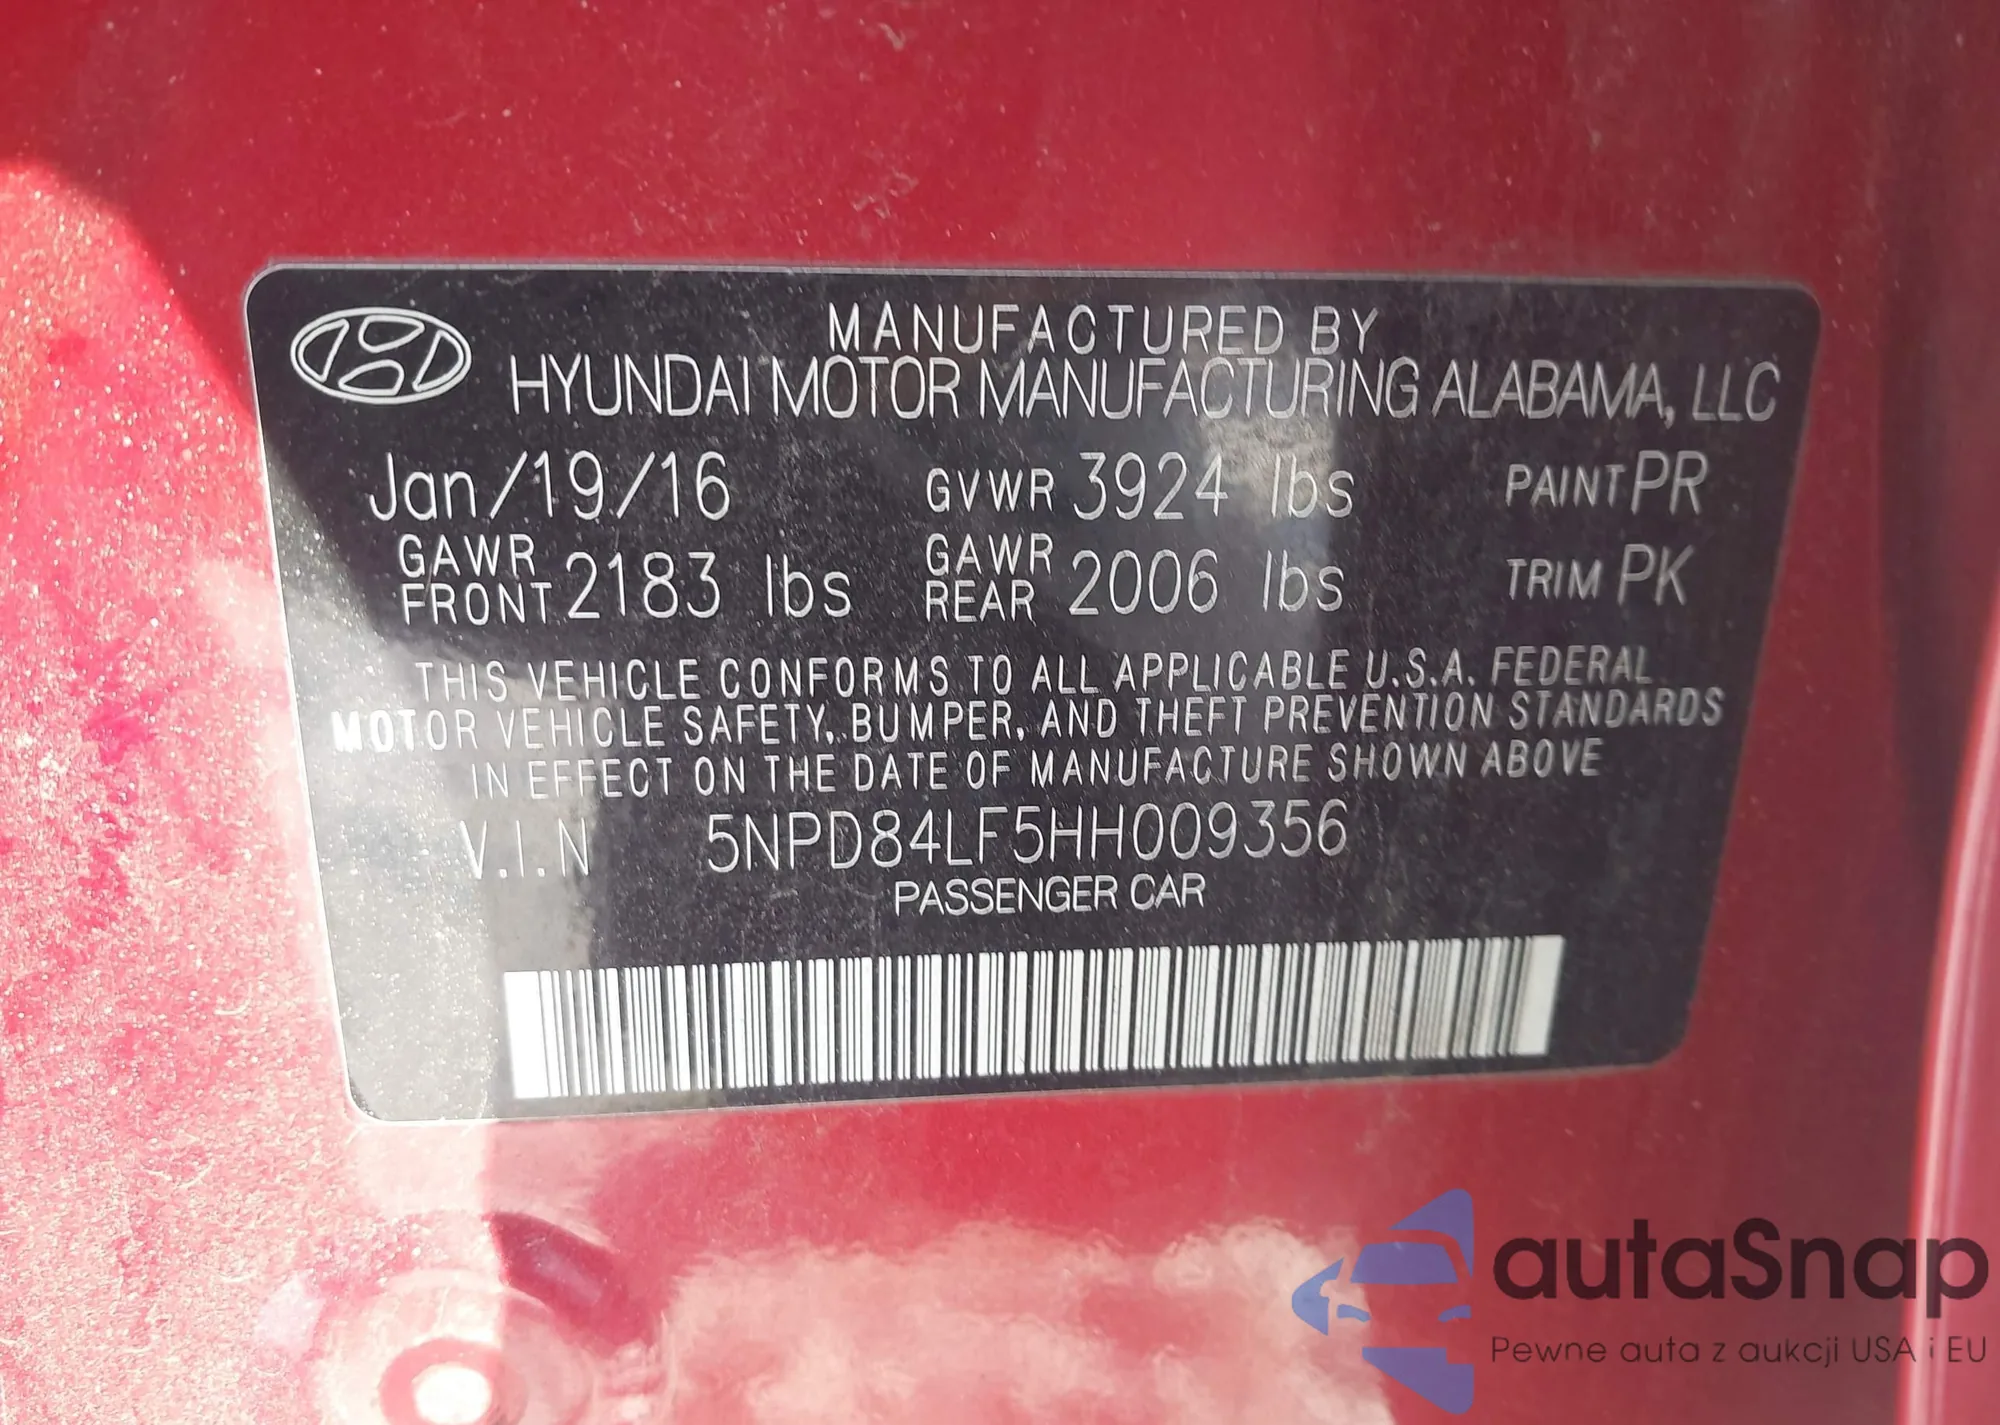 MANUFACTURED BY
HYUNDAI MOTOR MANUFACTURING ALABAMA, LLC
Jan/19/16 GVWR 3924 lbs PAINT PR
GAWR FRONT 2183 lbs GAWR REAR 2006 lbs TRIM PK
THIS VEHICLE CONFORMS TO ALL APPLICABLE U.S.A. FEDERAL
MOTOR VEHICLE SAFETY, BUMPER, AND THEFT PREVENTION STANDARDS
IN EFFECT ON THE DATE OF MANUFACTURE SHOWN ABOVE
V.I.N 5NPD84LF5HH009356
PASSENGER CAR
autaSnap
Pewne auta z aukcji USA i EU